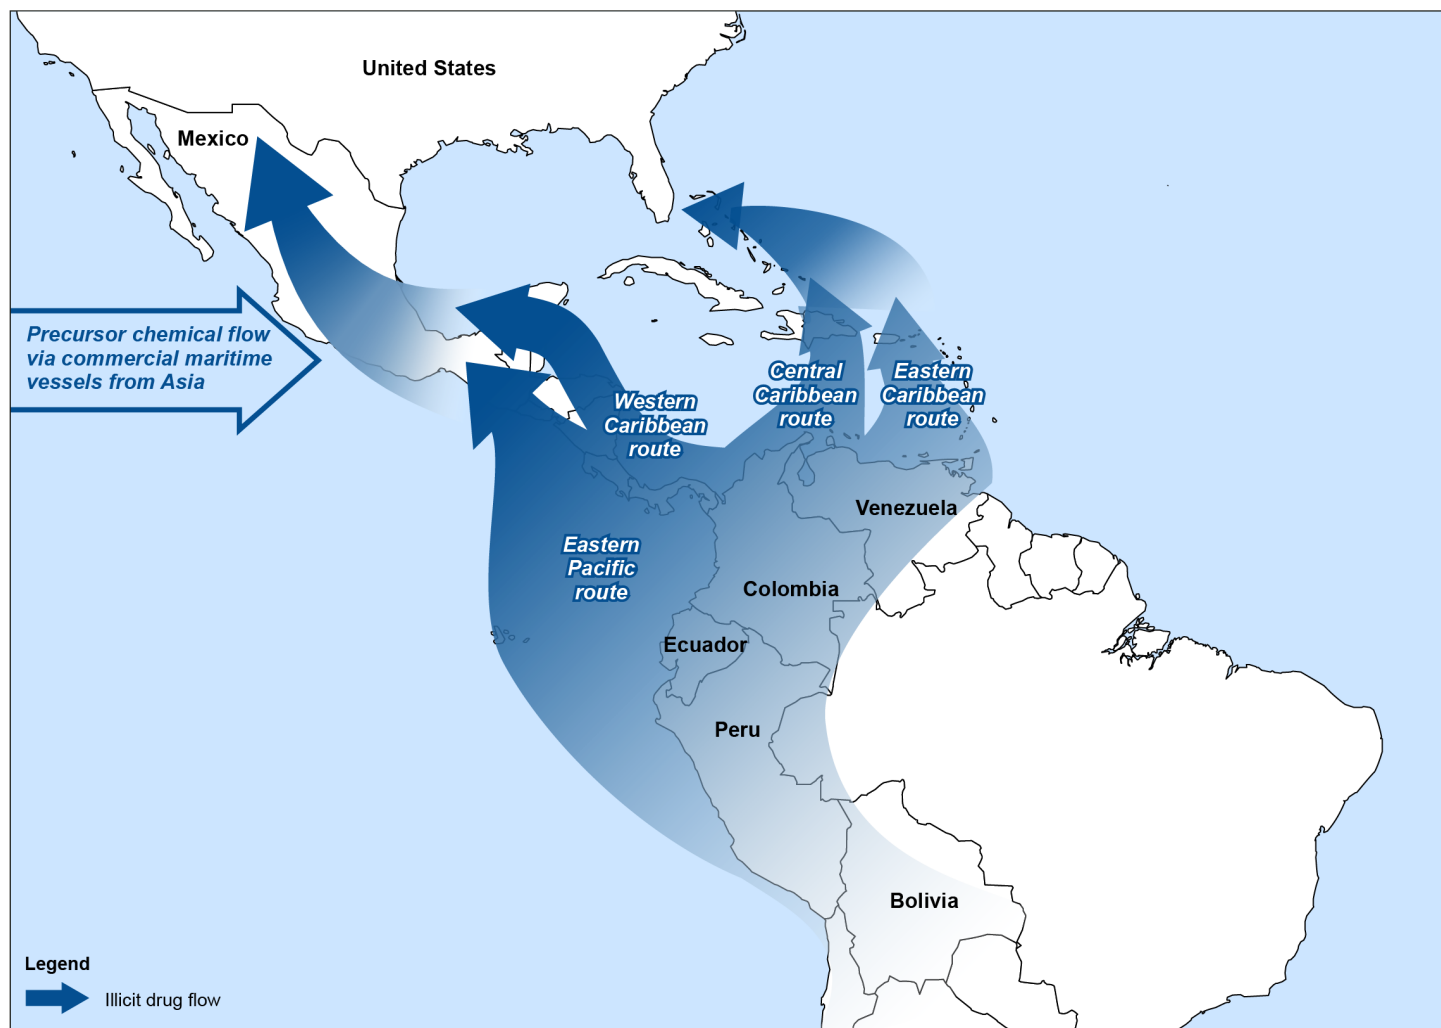 United States
Mexico
Precursor chemical flow
via commercial maritime
vessels from Asia
Western
Caribbean
route
Central
Caribbean
route
Eastern
Caribbean
route
Venezuela
Eastern
Pacific
route
Colombia
Ecuador
Peru
Bolivia
Legend
Illicit drug flow